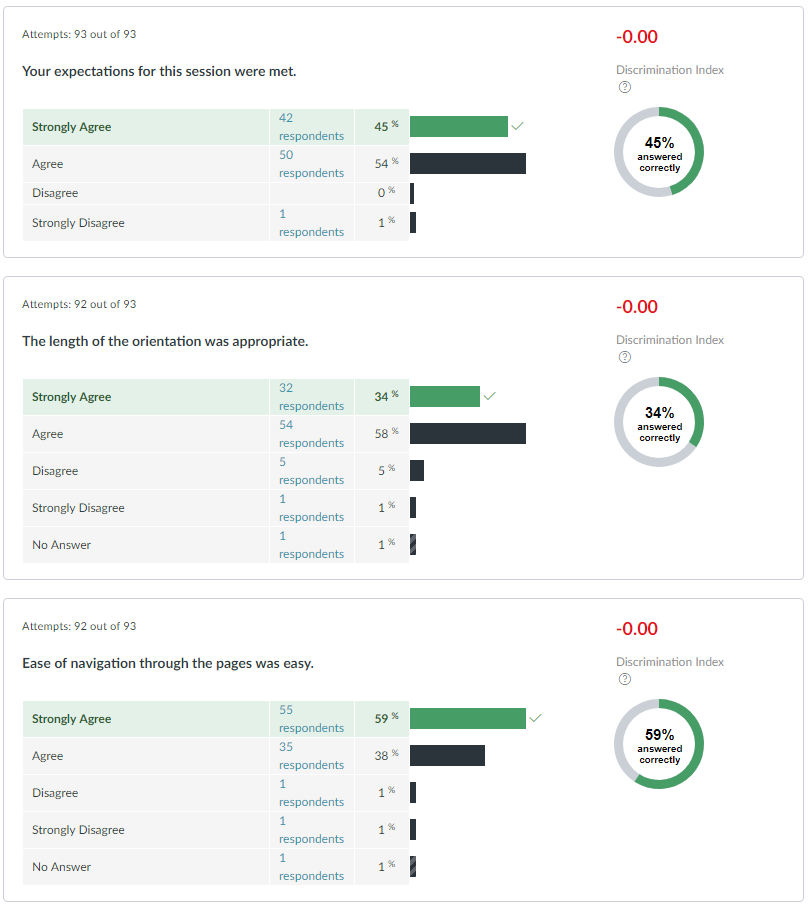 Attempts: 93 out of 93
-0.00
Your expectations for this session were met.
Discrimination Index
?
Strongly Agree 42 respondents 45 %
Agree 50 respondents 54 %
Disagree 0 %
Strongly Disagree 1 respondents 1 %
45%
answered
correctly
Attempts: 92 out of 93
-0.00
The length of the orientation was appropriate.
Discrimination Index
?
Strongly Agree 32 respondents 34 %
Agree 54 respondents 58 %
Disagree 5 respondents 5 %
Strongly Disagree 1 respondents 1 %
No Answer 1 respondents 1 %
34%
answered
correctly
Attempts: 92 out of 93
-0.00
Ease of navigation through the pages was easy.
Discrimination Index
?
Strongly Agree 55 respondents 59 %
Agree 35 respondents 38 %
Disagree 1 respondents 1 %
Strongly Disagree 1 respondents 1 %
No Answer 1 respondents 1 %
59%
answered
correctly